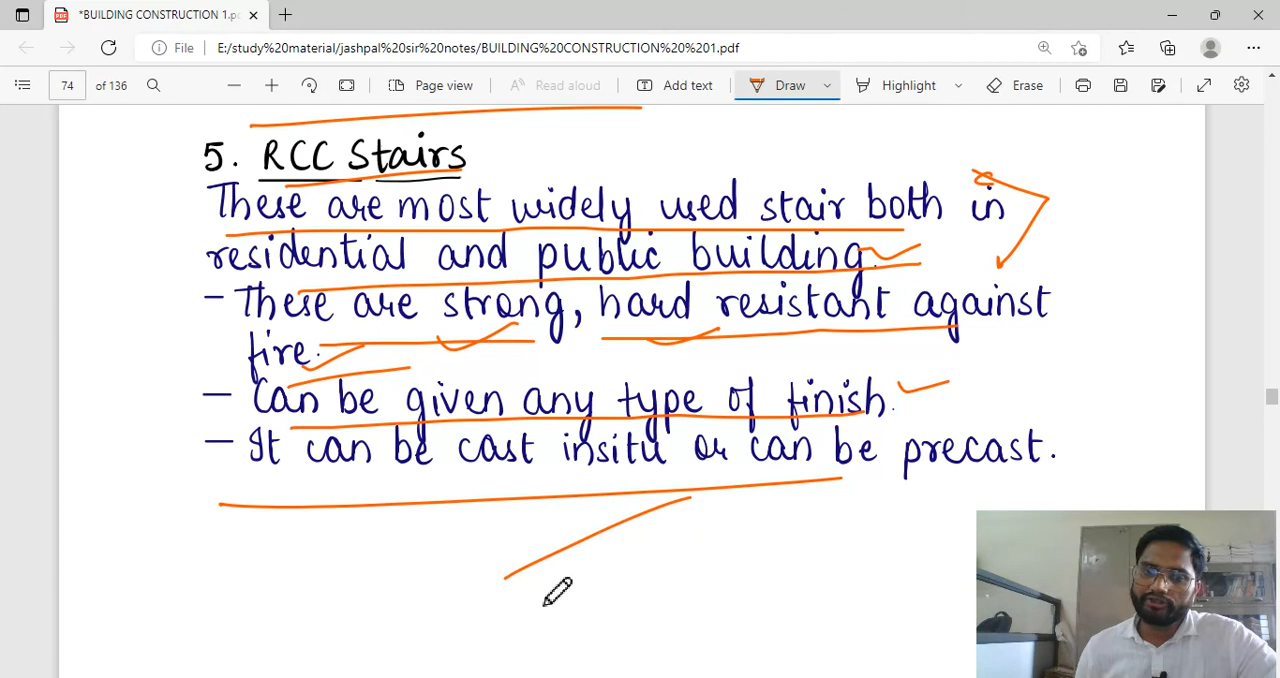 *BUILDING CONSTRUCTION 1.p
File E:/study%20material/jashpal%20sir%20notes/BUILDING%20CONSTRUCTION%20%201.pdf
74 of 136 Page view Read aloud Add text Draw Highlight Erase
5. RCC Stairs
These are most widely used stair both in
residential and public building.
- These are strong, hard resistant against
fire.
- Can be given any type of finish.
- It can be cast insitu or can be precast.